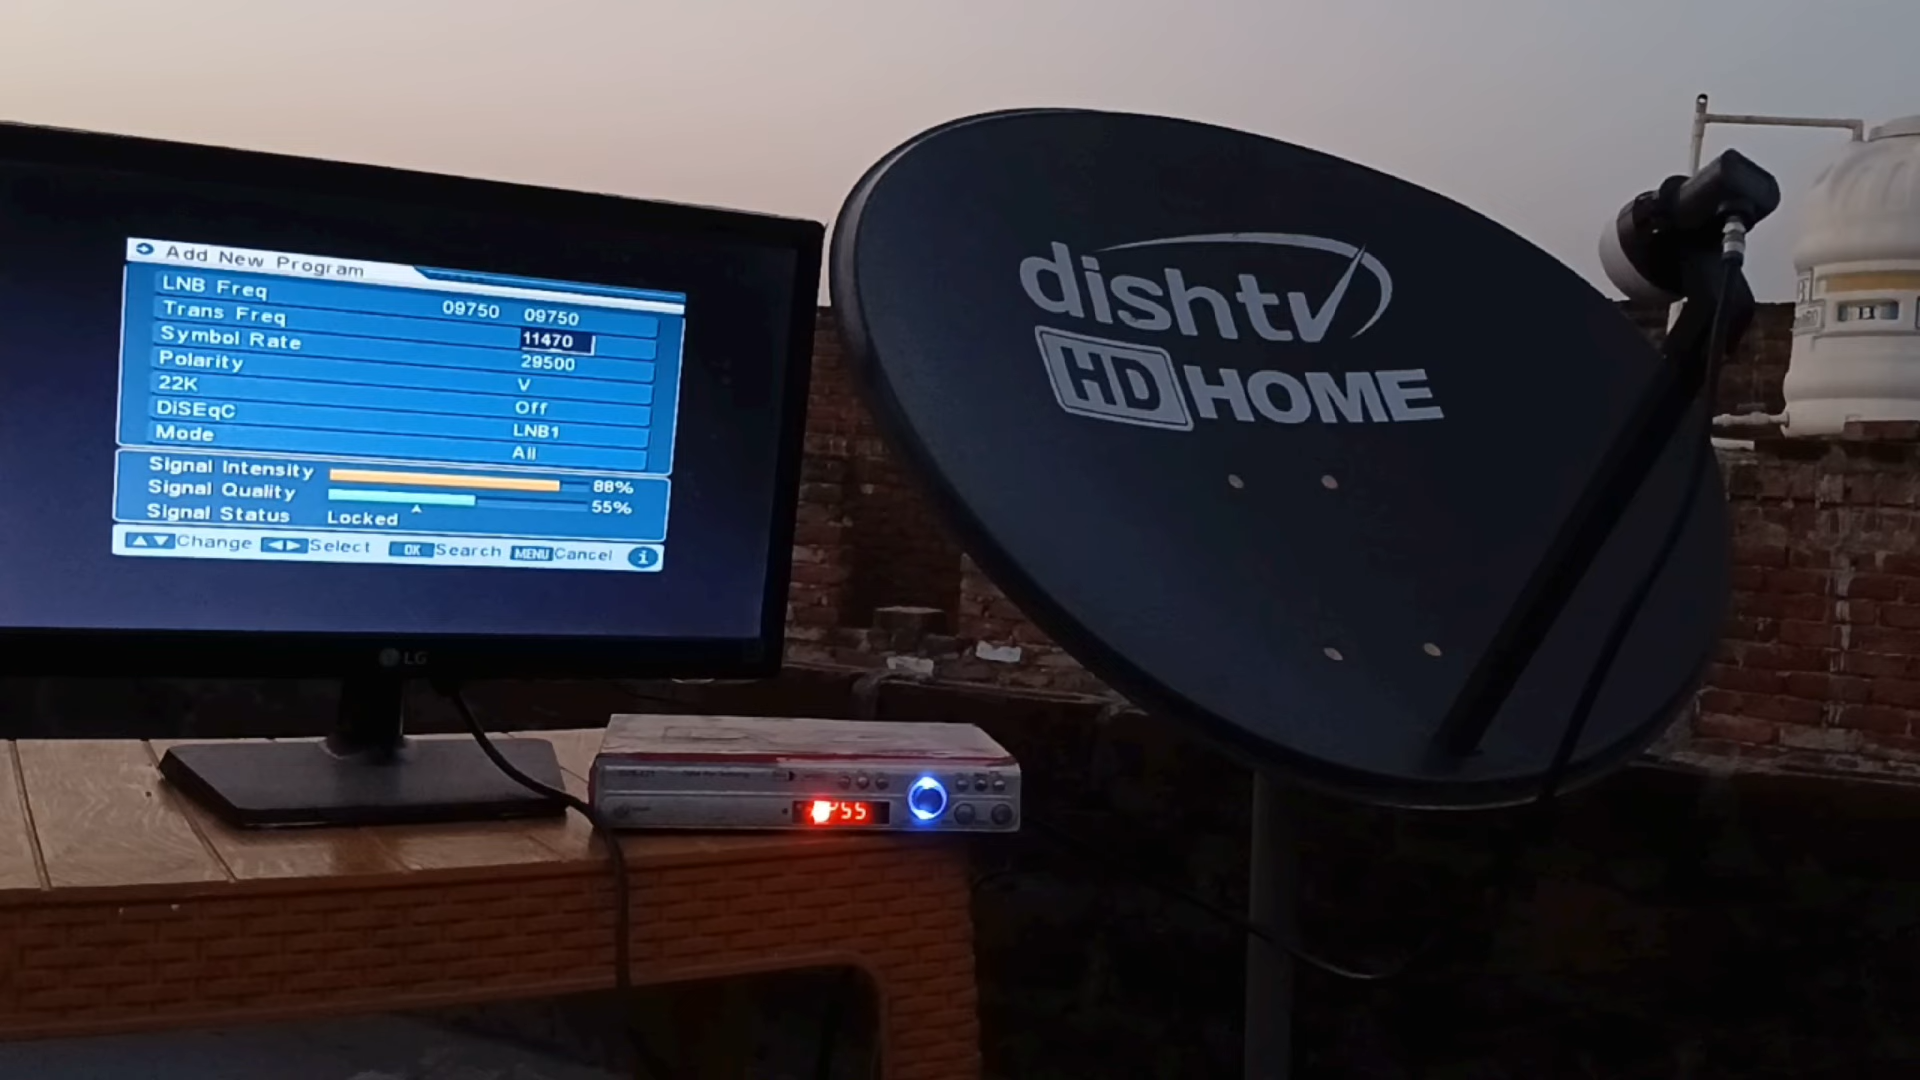 Add New Program
LNB Freq 09750 09750
Trans Freq 11470
Symbol Rate 29500
Polarity V
22K Off
DiSEqC LNB1
Mode All
Signal Intensity 88%
Signal Quality 55%
Signal Status Locked
Change Select OK Search MENU Cancel i
LG
55
dishtv
HD HOME